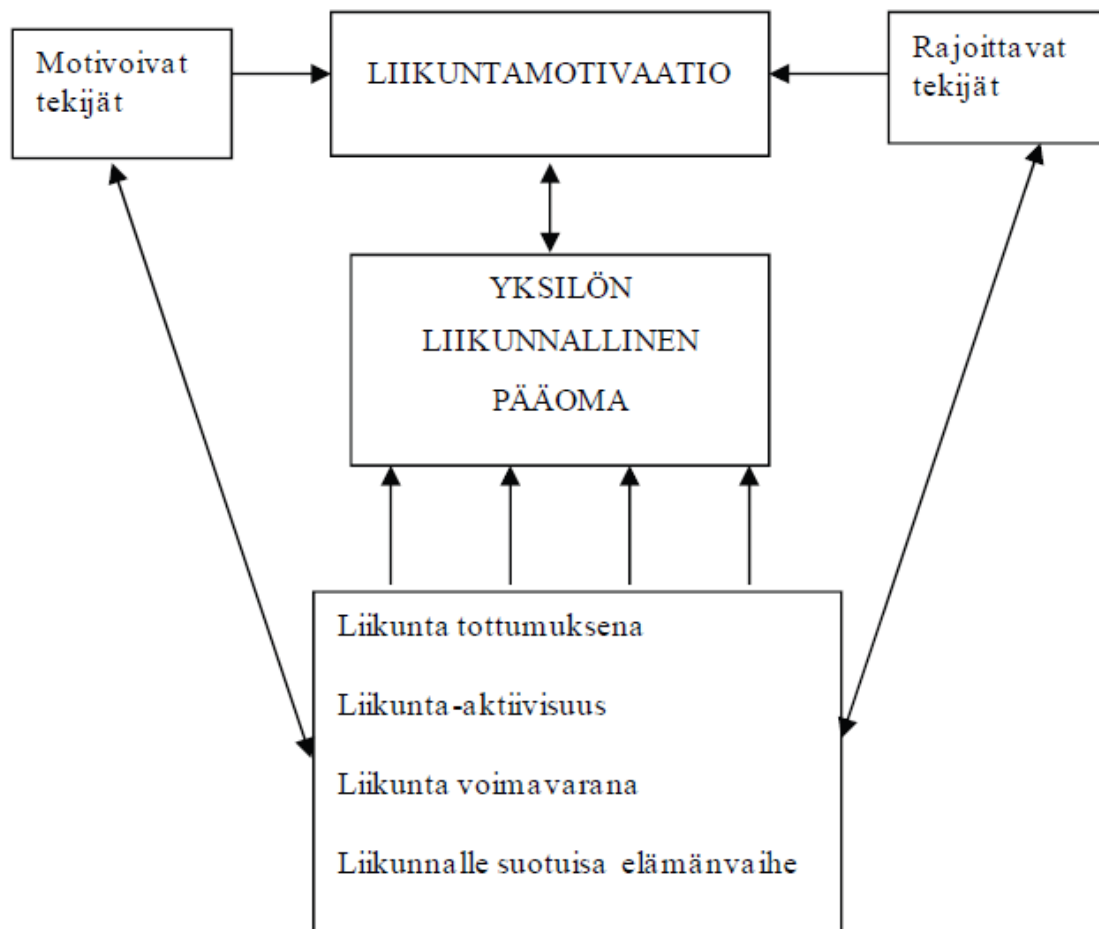 Motivoivat
tekijät
LIIKUNTAMOTIVAATIO
Rajoittavat
tekijät
YKSILÖN
LIIKUNNALLINEN
PÄÄOMA
Liikunta tottumuksena
Liikunta-aktiivisuus
Liikunta voimavarana
Liikunnalle suotuisa elämänvaihe